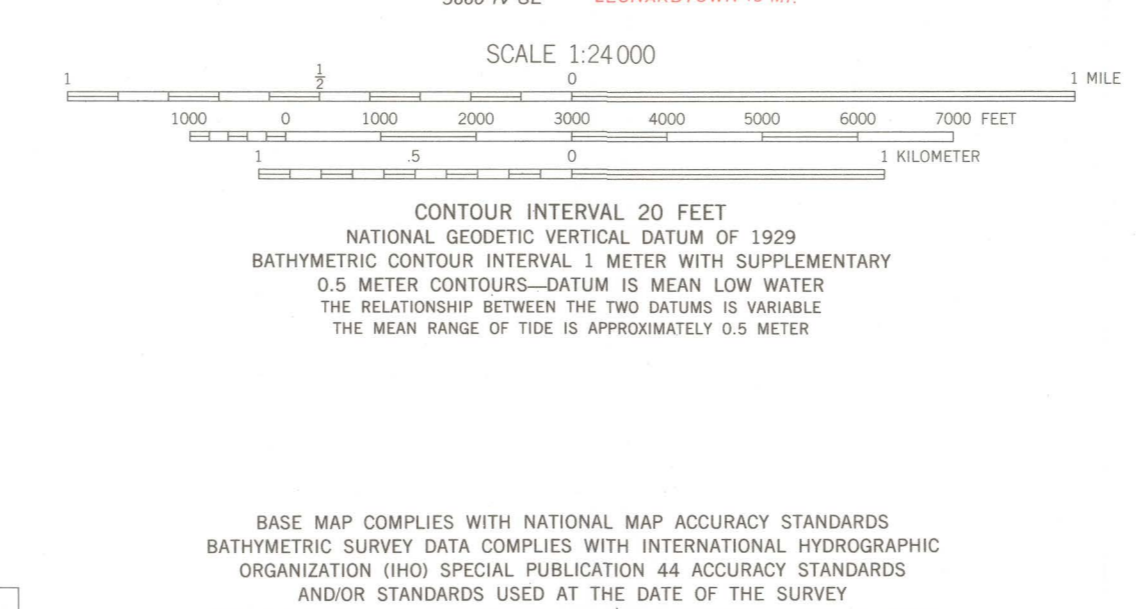 SCALE 1:24 000
1 1/2 0 1 MILE
1000 0 1000 2000 3000 4000 5000 6000 7000 FEET
1 .5 0 1 KILOMETER
CONTOUR INTERVAL 20 FEET
NATIONAL GEODETIC VERTICAL DATUM OF 1929
BATHYMETRIC CONTOUR INTERVAL 1 METER WITH SUPPLEMENTARY
0.5 METER CONTOURS—DATUM IS MEAN LOW WATER
THE RELATIONSHIP BETWEEN THE TWO DATUMS IS VARIABLE
THE MEAN RANGE OF TIDE IS APPROXIMATELY 0.5 METER
BASE MAP COMPLIES WITH NATIONAL MAP ACCURACY STANDARDS
BATHYMETRIC SURVEY DATA COMPLIES WITH INTERNATIONAL HYDROGRAPHIC
ORGANIZATION (IHO) SPECIAL PUBLICATION 44 ACCURACY STANDARDS
AND/OR STANDARDS USED AT THE DATE OF THE SURVEY